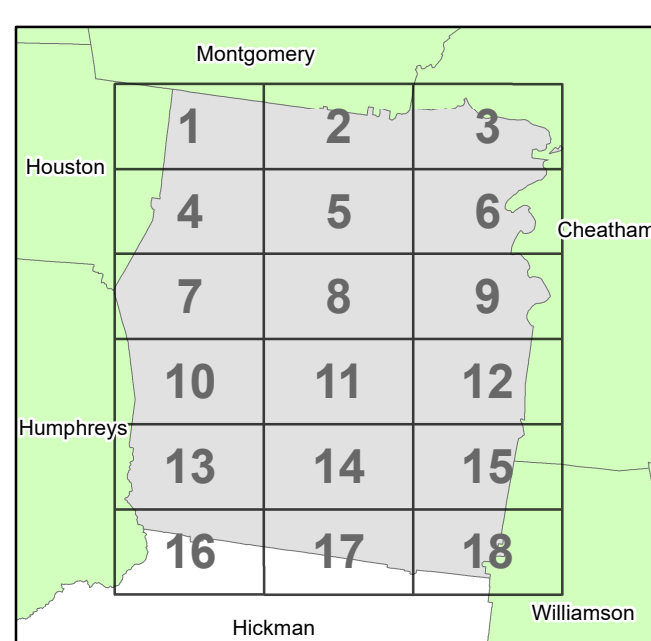 Montgomery
1 2 3
Houston
4 5 6
Cheatham
7 8 9
10 11 12
Humphreys
13 14 15
16 17 18
Williamson
Hickman